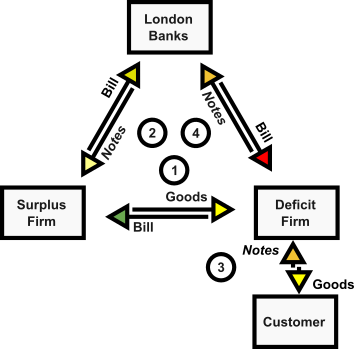 London
Banks
Bill
Notes
Notes
Bill
2
4
1
Surplus
Firm
Goods
Bill
Deficit
Firm
3
Notes
Goods
Customer